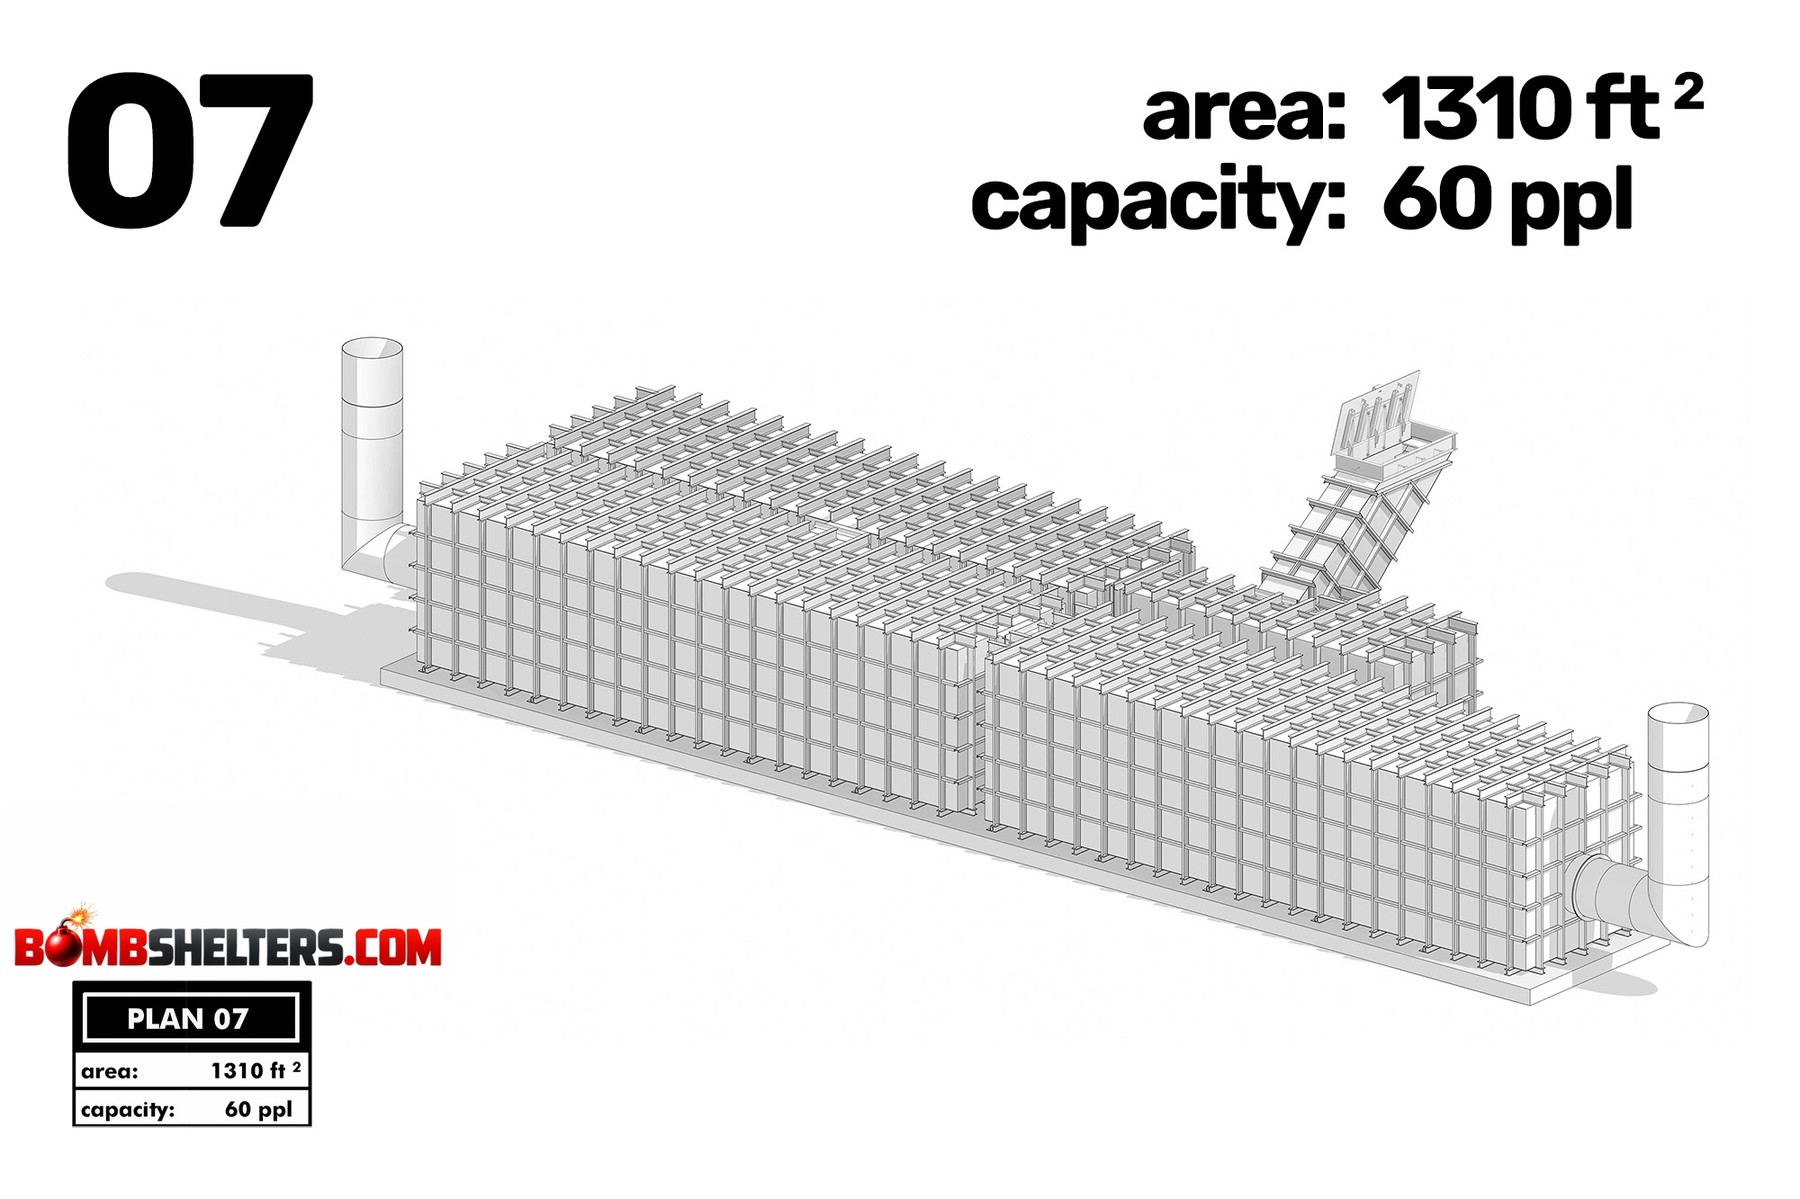 07
area: 1310 ft ²
capacity: 60 ppl
BOMBSHELTERS.COM
PLAN 07
area: 1310 ft ²
capacity: 60 ppl